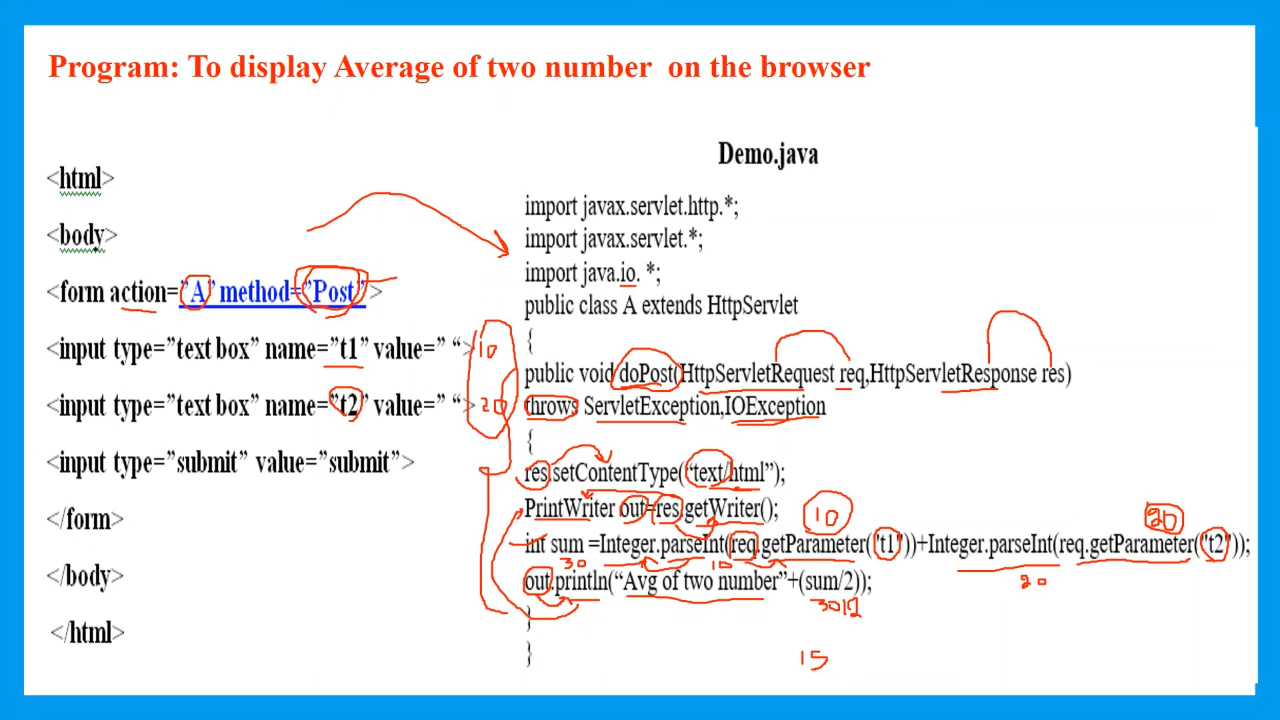 Program: To display Average of two number on the browser
<html>
<body>
<form action=”A” method=”Post”>
<input type=”text box” name=”t1” value=” “>10
<input type=”text box” name=”t2” value=” “>20
<input type=”submit” value=”submit”>
</form>
</body>
</html>
Demo.java
import javax.servlet.http.*;
import javax.servlet.*;
import java.io. *;
public class A extends HttpServlet
{
public void doPost(HttpServletRequest req,HttpServletResponse res)
throws ServletException,IOException
{
res.setContentType(“text/html”);
PrintWriter out=res.getWriter();
10 20
int sum =Integer.parseInt(req.getParameter("t1"))+Integer.parseInt(req.getParameter("t2"));
30 10 20
out.println(“Avg of two number”+(sum/2));
30/2
}
}
15